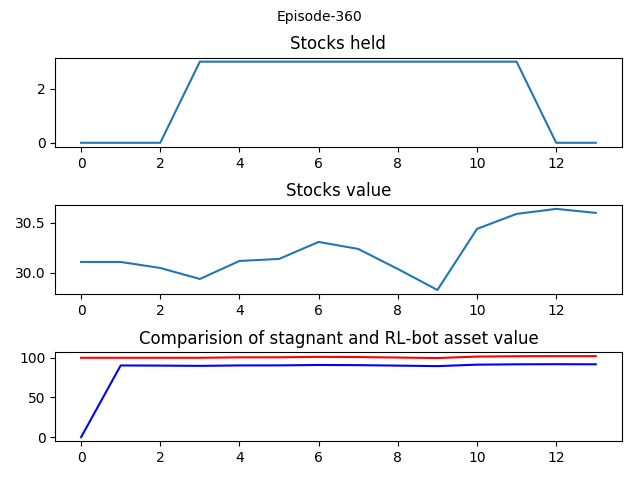 Episode-360
Stocks held
2
0
0 2 4 6 8 10 12
Stocks value
30.5
30.0
0 2 4 6 8 10 12
Comparision of stagnant and RL-bot asset value
100
50
0
0 2 4 6 8 10 12